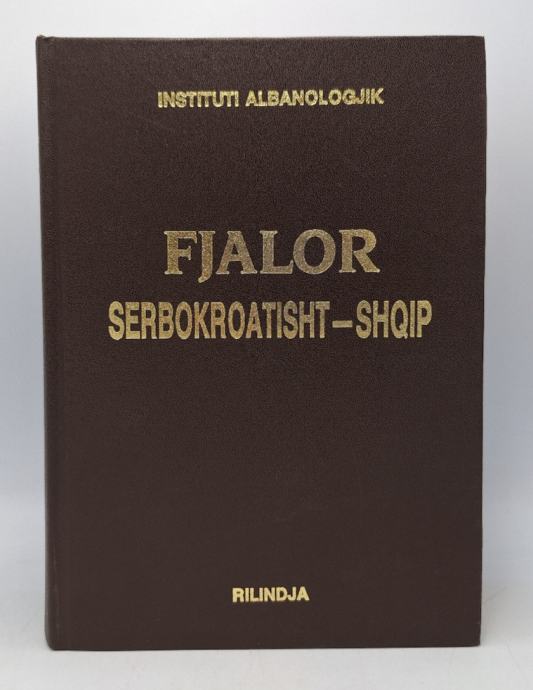 INSTITUTI ALBANOLOGJIK
FJALOR
SERBOKROATISHT – SHQIP
RILINDJA